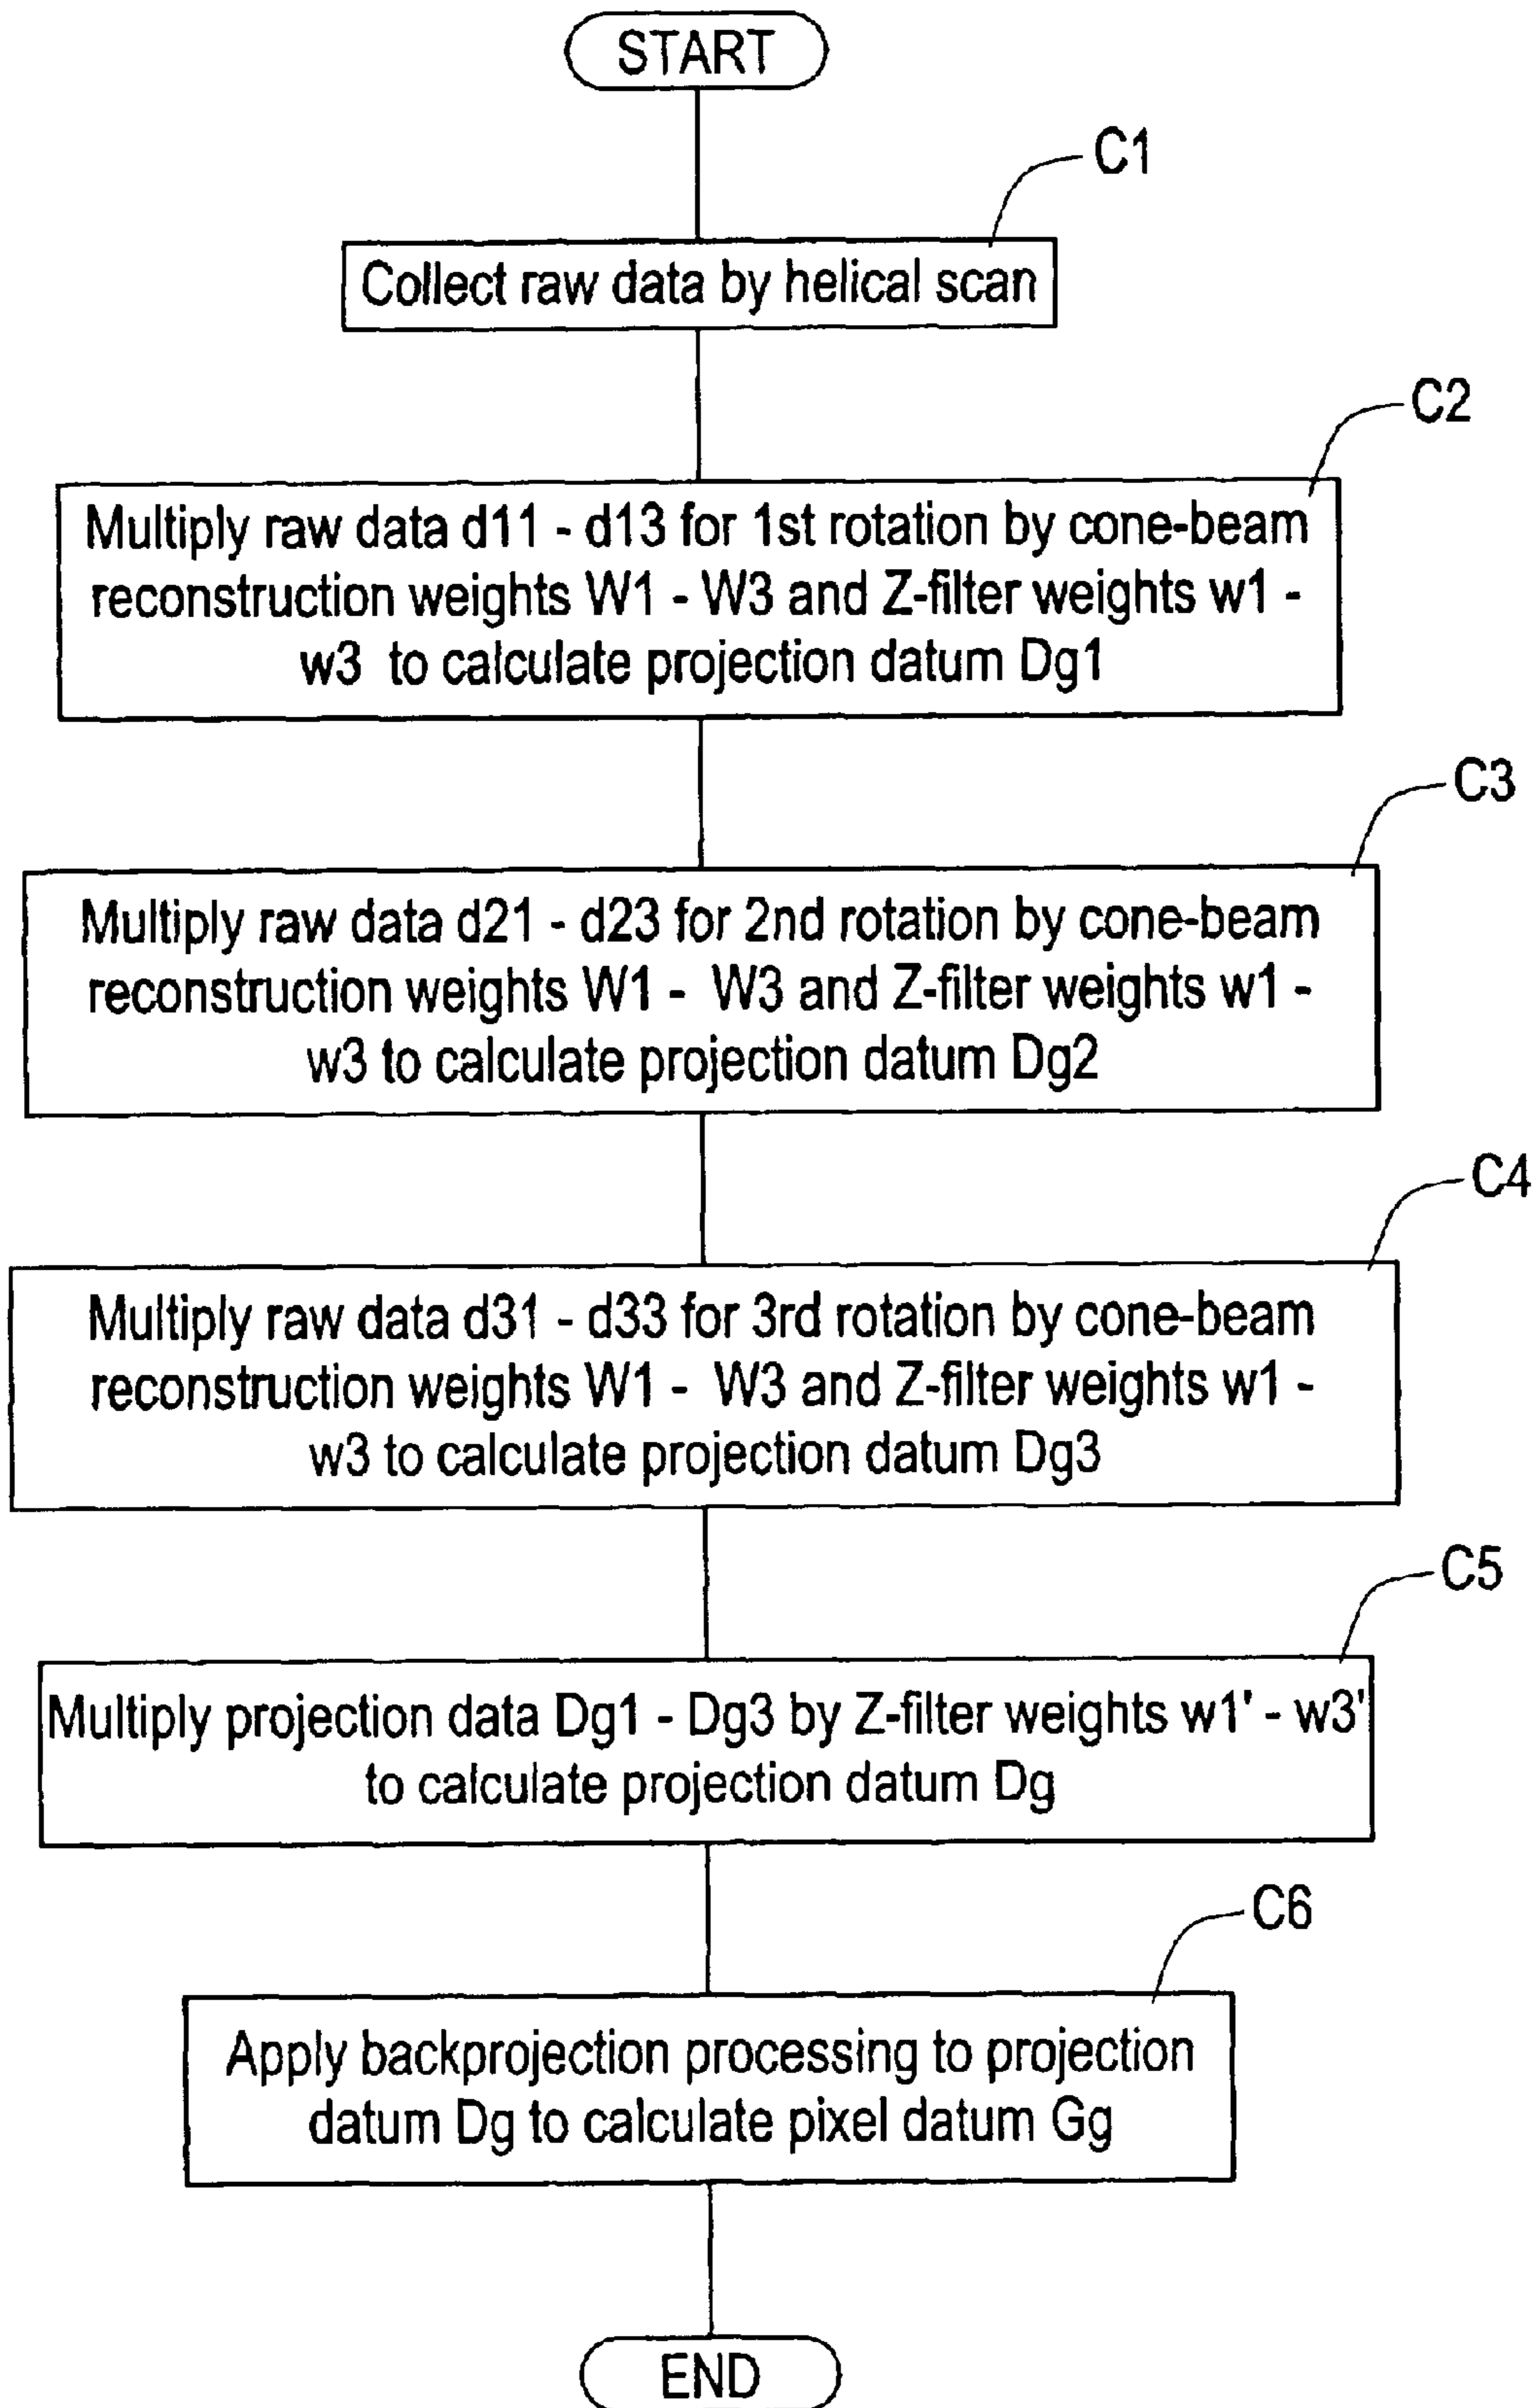 START
C1
Collect raw data by helical scan
C2
Multiply raw data d11 - d13 for 1st rotation by cone-beam
reconstruction weights W1 - W3 and Z-filter weights w1 -
w3 to calculate projection datum Dg1
C3
Multiply raw data d21 - d23 for 2nd rotation by cone-beam
reconstruction weights W1 - W3 and Z-filter weights w1 -
w3 to calculate projection datum Dg2
C4
Multiply raw data d31 - d33 for 3rd rotation by cone-beam
reconstruction weights W1 - W3 and Z-filter weights w1 -
w3 to calculate projection datum Dg3
C5
Multiply projection data Dg1 - Dg3 by Z-filter weights w1' - w3'
to calculate projection datum Dg
C6
Apply backprojection processing to projection
datum Dg to calculate pixel datum Gg
END